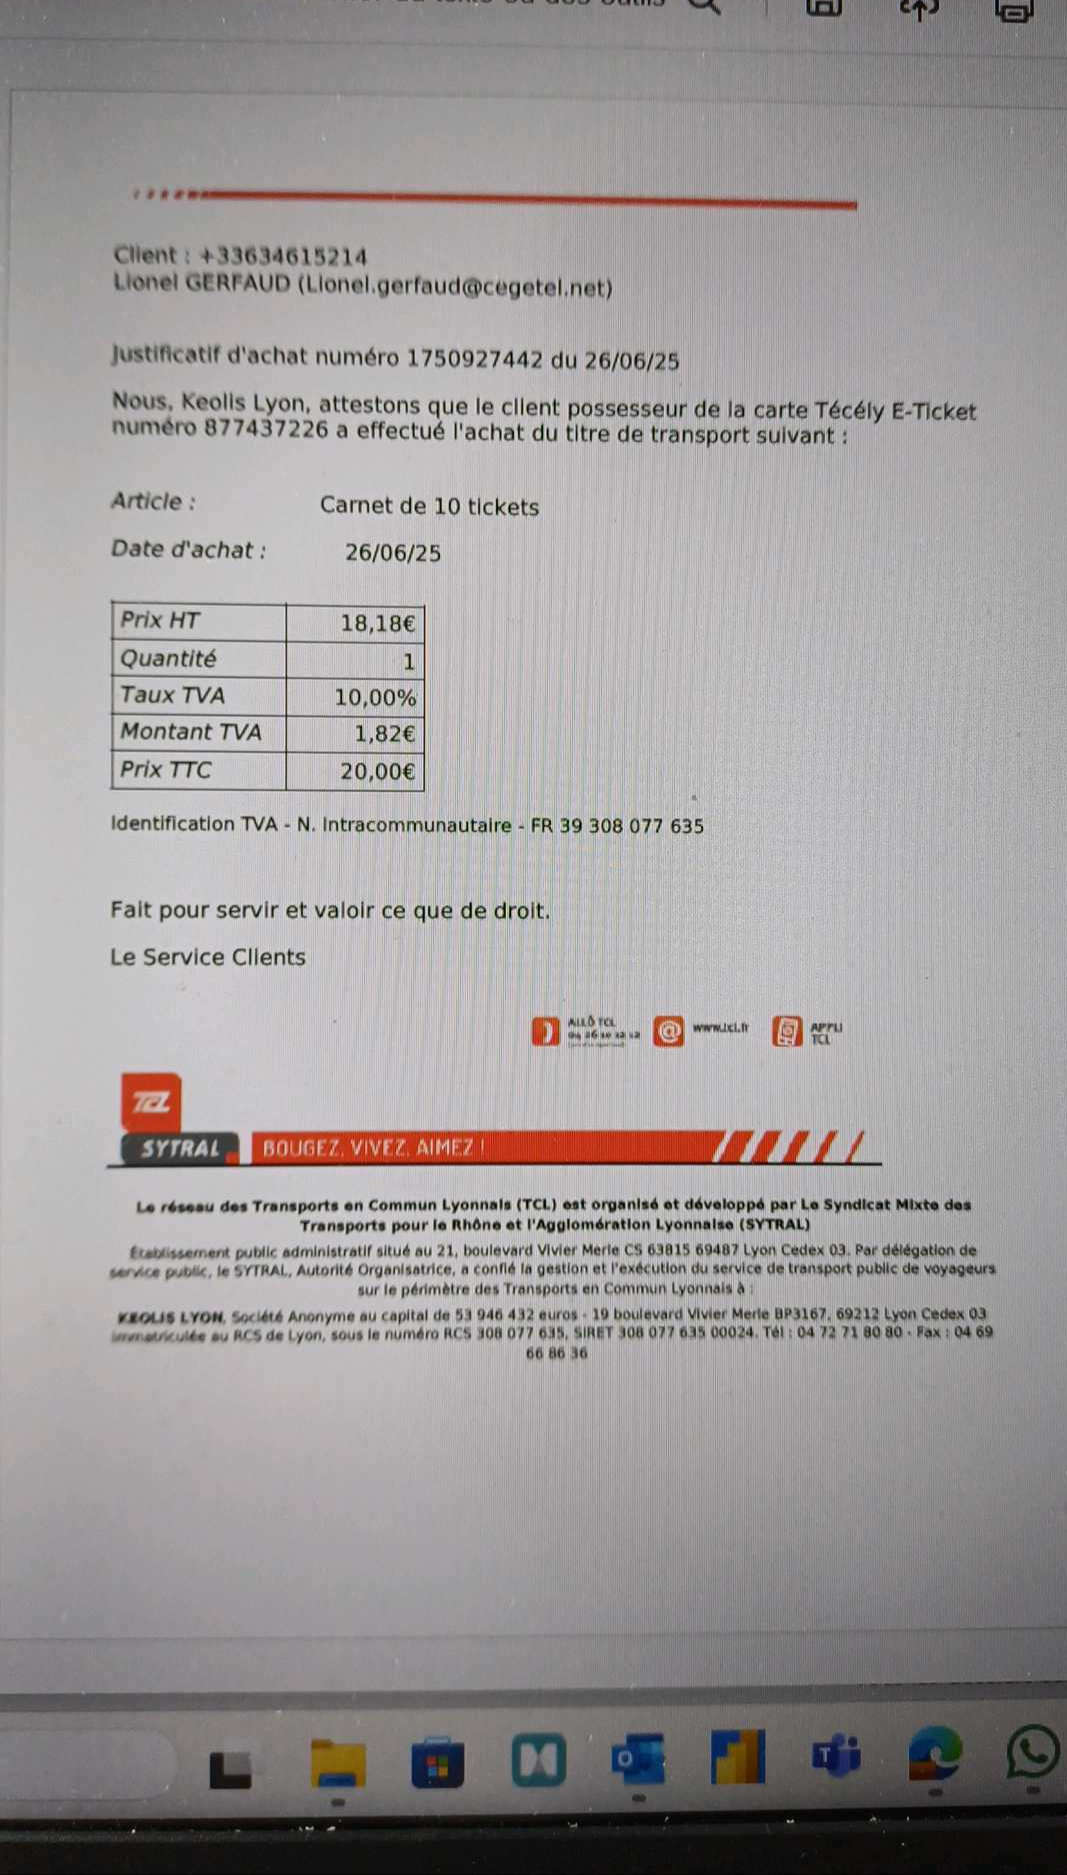 Client : +33634615214
Lionel GERFAUD (Lionel.gerfaud@cegetel.net)
Justificatif d'achat numéro 1750927442 du 26/06/25
Nous, Keolis Lyon, attestons que le client possesseur de la carte Técély E-Ticket
numéro 877437226 a effectué l'achat du titre de transport suivant :
Article : Carnet de 10 tickets
Date d'achat : 26/06/25
Prix HT 18,18€
Quantité 1
Taux TVA 10,00%
Montant TVA 1,82€
Prix TTC 20,00€
Identification TVA - N. Intracommunautaire - FR 39 308 077 635
Fait pour servir et valoir ce que de droit.
Le Service Clients
ALLÔ TCL
www.tcl.fr
APPLI
TCL
TCL
SYTRAL BOUGEZ, VIVEZ, AIMEZ !
Le réseau des Transports en Commun Lyonnais (TCL) est organisé et développé par Le Syndicat Mixte des
Transports pour le Rhône et l'Agglomération Lyonnaise (SYTRAL)
Établissement public administratif situé au 21, boulevard Vivier Merle CS 63815 69487 Lyon Cedex 03. Par délégation de
service public, le SYTRAL, Autorité Organisatrice, a confié la gestion et l'exécution du service de transport public de voyageurs
sur le périmètre des Transports en Commun Lyonnais à :
KEOLIS LYON, Société Anonyme au capital de 53 946 432 euros - 19 boulevard Vivier Merle BP3167, 69212 Lyon Cedex 03
immatriculée au RCS de Lyon, sous le numéro RCS 308 077 635, SIRET 308 077 635 00024. Tél : 04 72 71 80 80 - Fax : 04 69
66 86 36